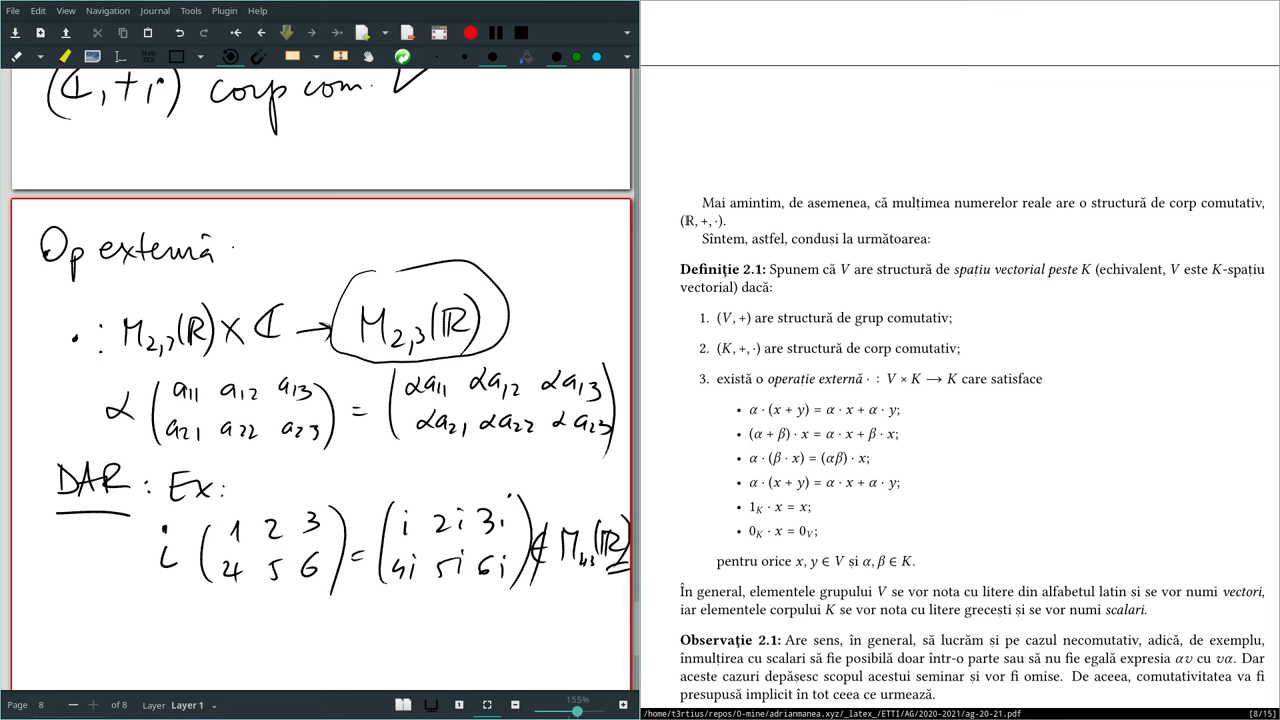 File Edit View Navigation Journal Tools Plugin Help
(ℂ, +, ·) corp com. V
Op externă
· : M2,3(ℝ) × ℂ → M2,3(ℝ)
α ( a11 a12 a13 ) = ( αa11 αa12 αa13 )
( a21 a22 a23 ) ( αa21 αa22 αa23 )
DAR : Ex:
i ( 1 2 3 ) = ( i 2i 3i )
( 4 5 6 ) ( 4i 5i 6i ) ∉ M2,3(ℝ)
Page 8 of 8 Layer Layer 1 155%
Mai amintim, de asemenea, că mulțimea numerelor reale are o structură de corp comutativ,
(ℝ, +, ·).
Sîntem, astfel, conduși la următoarea:
Definiție 2.1: Spunem că V are structură de spațiu vectorial peste K (echivalent, V este K-spațiu
vectorial) dacă:
1. (V, +) are structură de grup comutativ;
2. (K, +, ·) are structură de corp comutativ;
3. există o operație externă · : V × K ⟶ K care satisface
• α · (x + y) = α · x + α · y;
• (α + β) · x = α · x + β · x;
• α · (β · x) = (αβ) · x;
• α · (x + y) = α · x + α · y;
• 1K · x = x;
• 0K · x = 0V;
pentru orice x, y ∈ V și α, β ∈ K.
În general, elementele grupului V se vor nota cu litere din alfabetul latin și se vor numi vectori,
iar elementele corpului K se vor nota cu litere grecești și se vor numi scalari.
Observație 2.1: Are sens, în general, să lucrăm și pe cazul necomutativ, adică, de exemplu,
înmulțirea cu scalari să fie posibilă doar într-o parte sau să nu fie egală expresia αv cu vα. Dar
aceste cazuri depășesc scopul acestui seminar și vor fi omise. De aceea, comutativitatea va fi
presupusă implicit în tot ceea ce urmează.
/home/t3rtius/repos/0-mine/adrianmanea.xyz/_latex_/ETTI/AG/2020-2021/ag-20-21.pdf [8/15]